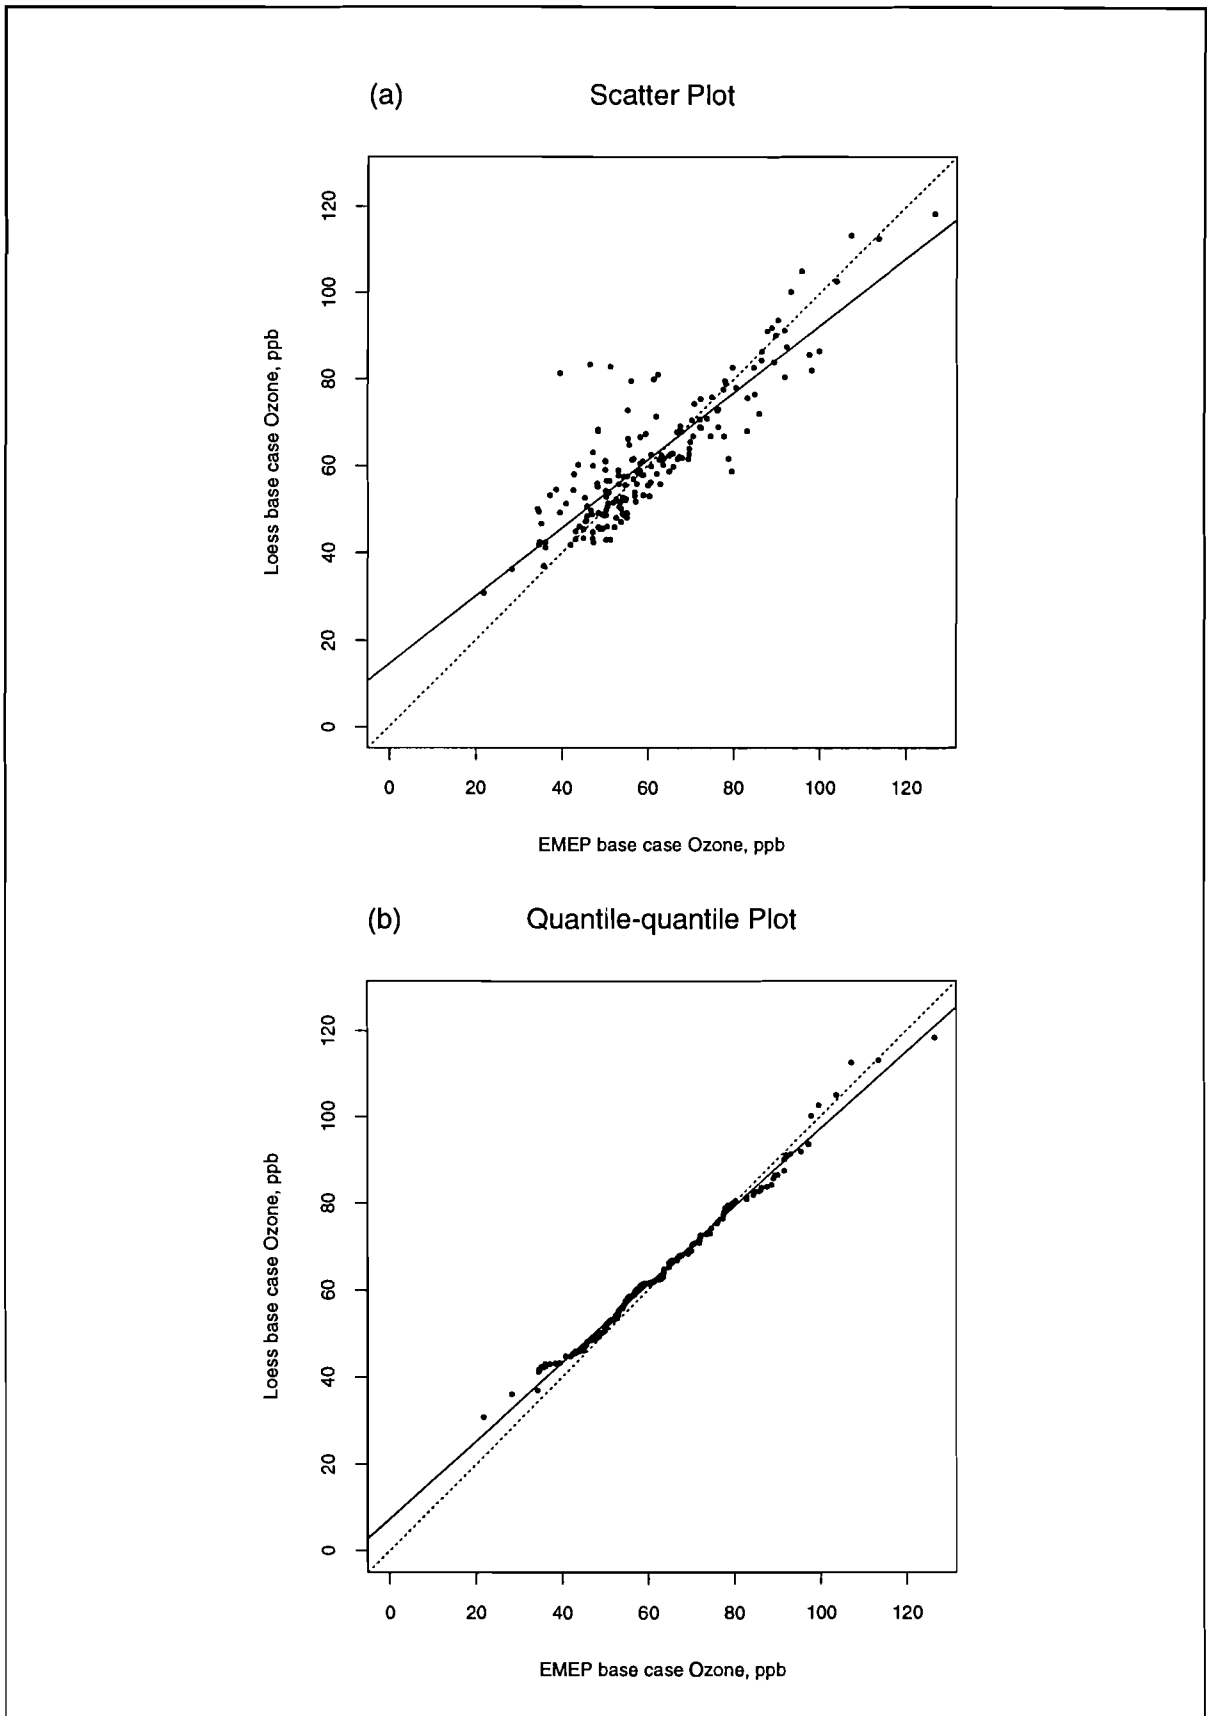 (a) Scatter Plot
120
100
80
60
40
20
0
Loess base case Ozone, ppb
0 20 40 60 80 100 120
EMEP base case Ozone, ppb
(b) Quantile-quantile Plot
120
100
80
60
40
20
0
Loess base case Ozone, ppb
0 20 40 60 80 100 120
EMEP base case Ozone, ppb